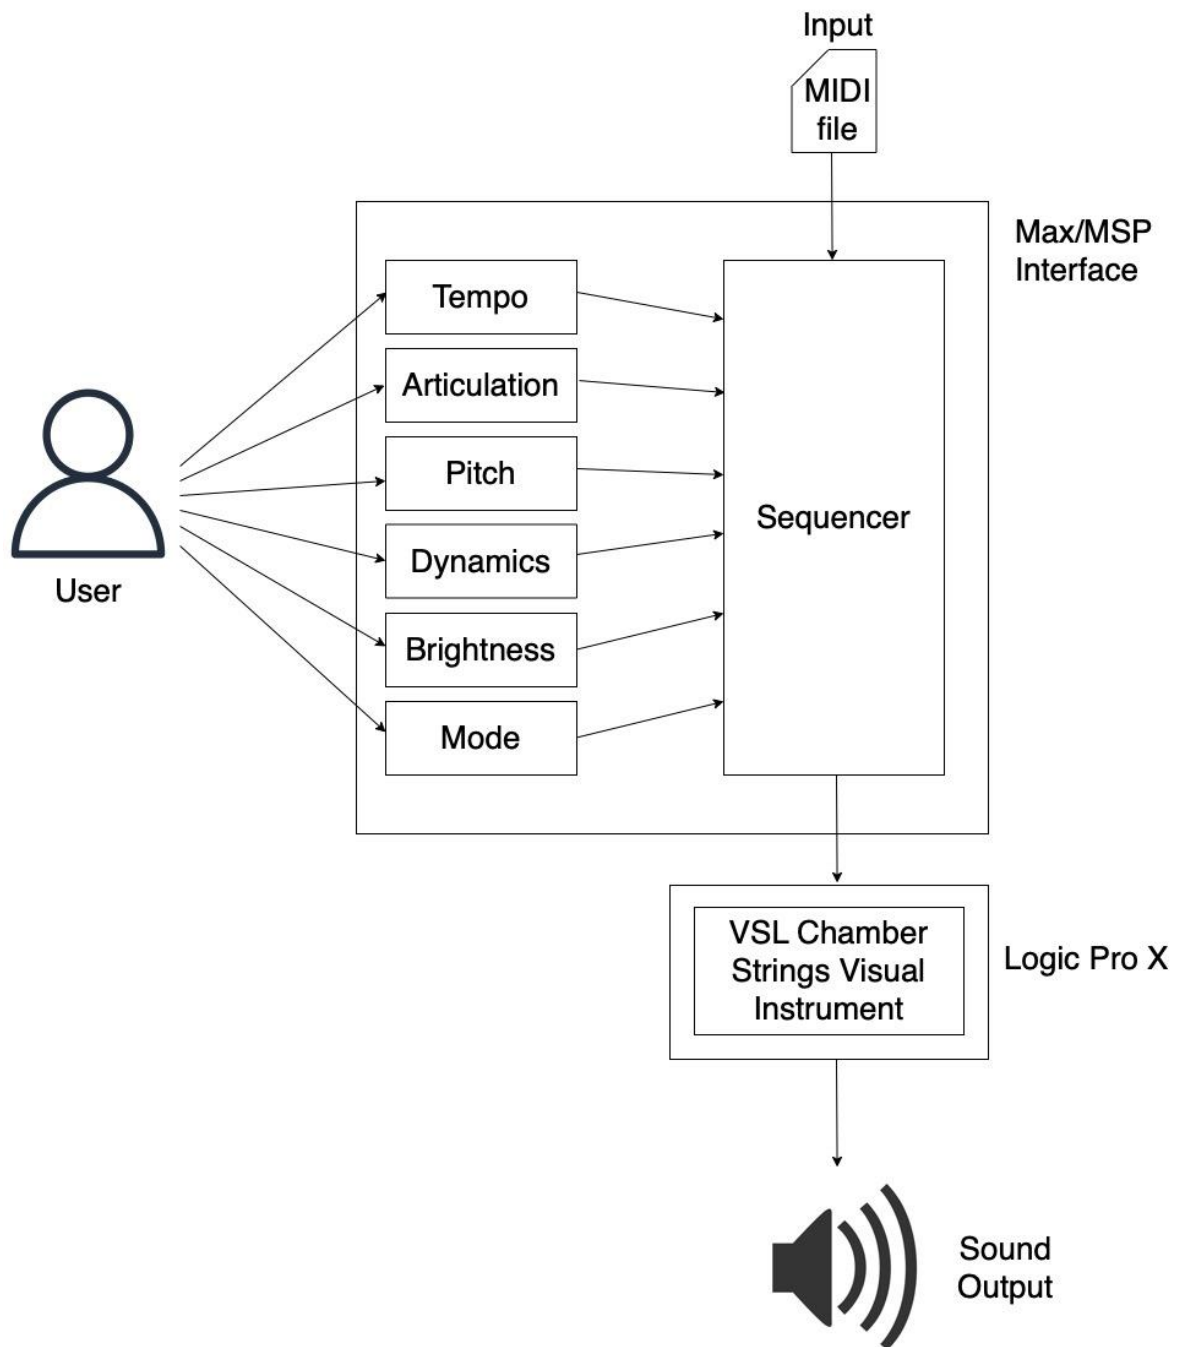 Input
MIDI
file
Max/MSP
Interface
Tempo
Articulation
Pitch
Dynamics
Brightness
Mode
Sequencer
User
VSL Chamber
Strings Visual
Instrument
Logic Pro X
Sound
Output